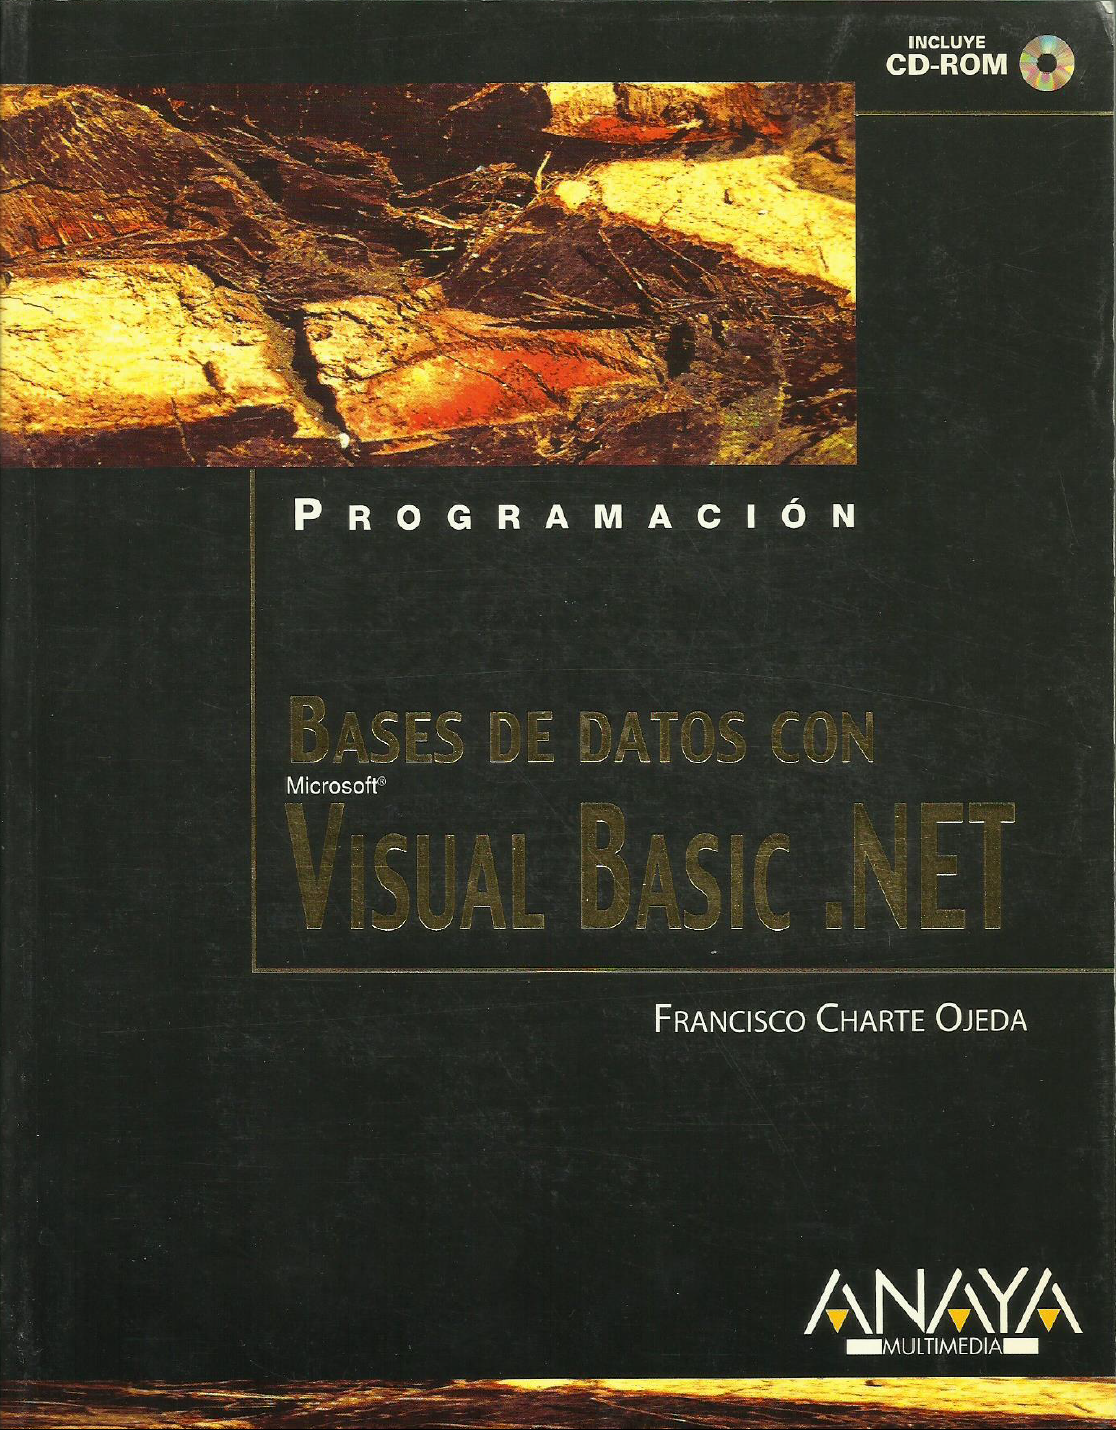 INCLUYE
CD-ROM
PROGRAMACIÓN
BASES DE DATOS CON
Microsoft®
VISUAL BASIC .NET
FRANCISCO CHARTE OJEDA
ANAYA
MULTIMEDIA